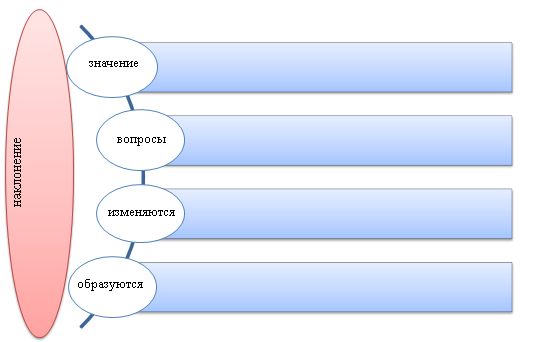 наклонение
значение
вопросы
изменяются
образуются